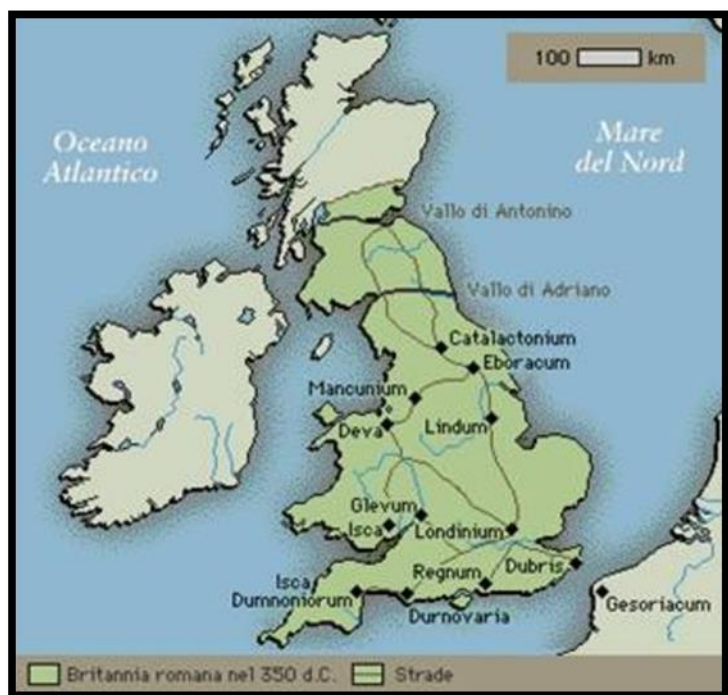 100 km
Oceano
Atlantico
Mare
del Nord
Vallo di Antonino
Vallo di Adriano
Catalactonium
Eboracum
Mancunium
Deva
Lindum
Glevum
Isca
Londinium
Isca
Dumnoniorum
Regnum
Dubris
Durnovaria
Gesoriacum
Britannia romana nel 350 d.C.
Strade